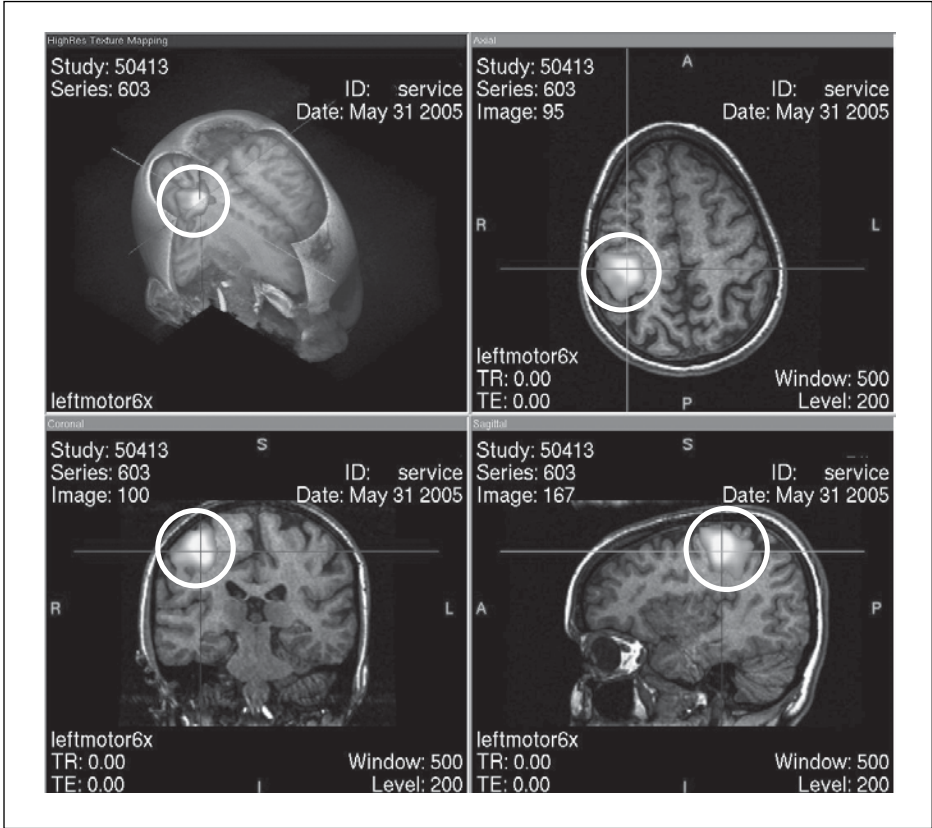 HighRes Texture Mapping
Study: 50413
Series: 603
ID: service
Date: May 31 2005
leftmotor6x
Axial
Study: 50413
Series: 603
Image: 95
ID: service
Date: May 31 2005
A
R
L
leftmotor6x
TR: 0.00
TE: 0.00
P
Window: 500
Level: 200
Coronal
Study: 50413
Series: 603
Image: 100
S
ID: service
Date: May 31 2005
R
L
leftmotor6x
TR: 0.00
TE: 0.00
I
Window: 500
Level: 200
Sagittal
Study: 50413
Series: 603
Image: 167
S
ID: service
Date: May 31 2005
A
P
leftmotor6x
TR: 0.00
TE: 0.00
I
Window: 500
Level: 200